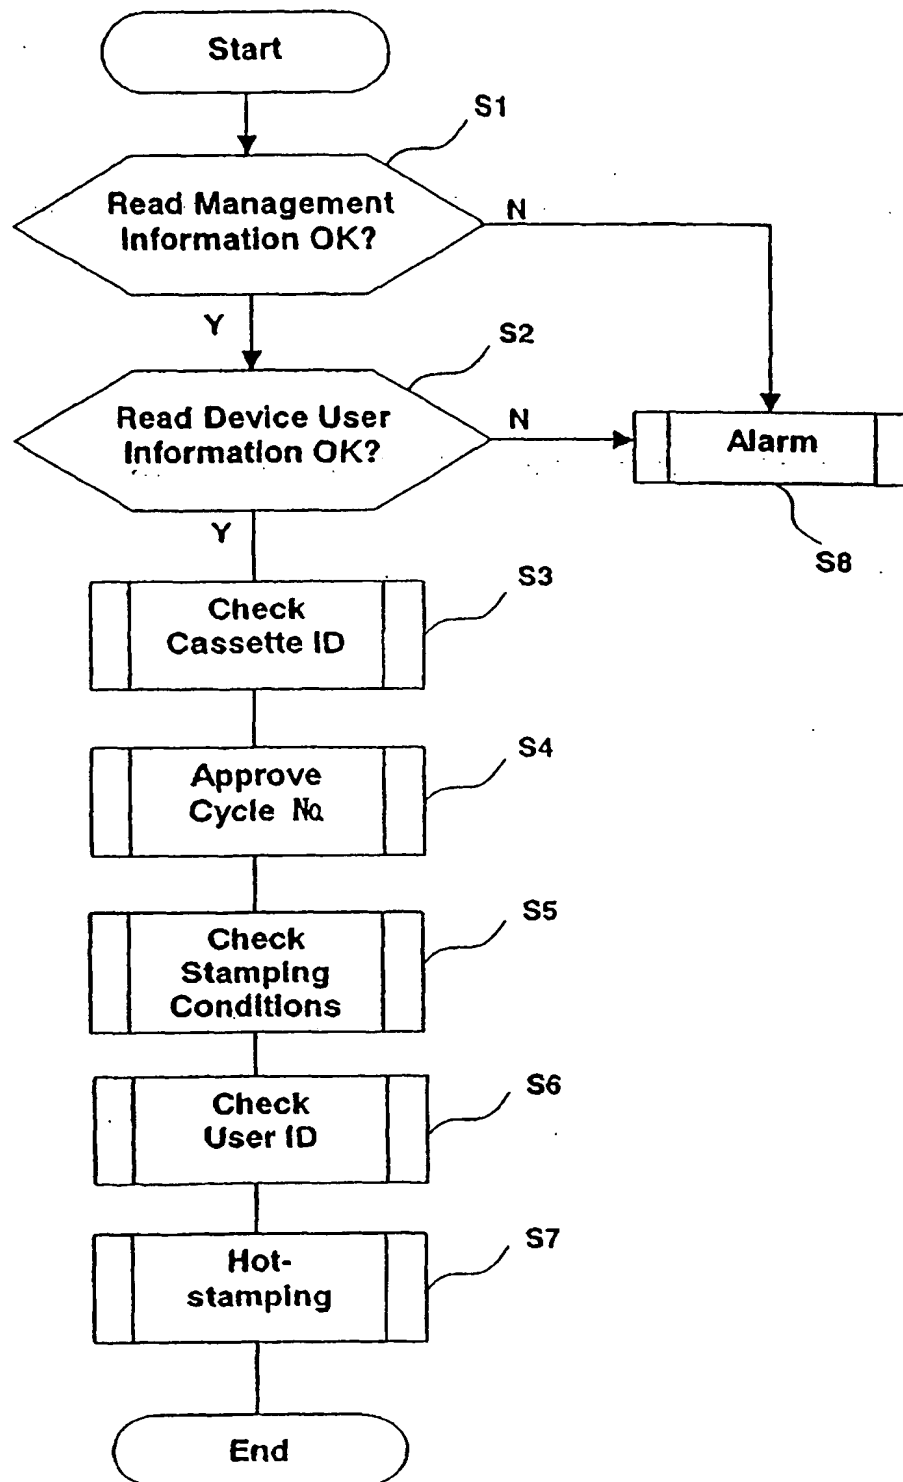 Start
S1
Read Management
Information OK?
N
Y
S2
Read Device User
Information OK?
N
Alarm
S8
Y
S3
Check
Cassette ID
S4
Approve
Cycle №
S5
Check
Stamping
Conditions
S6
Check
User ID
S7
Hot-
stamping
End